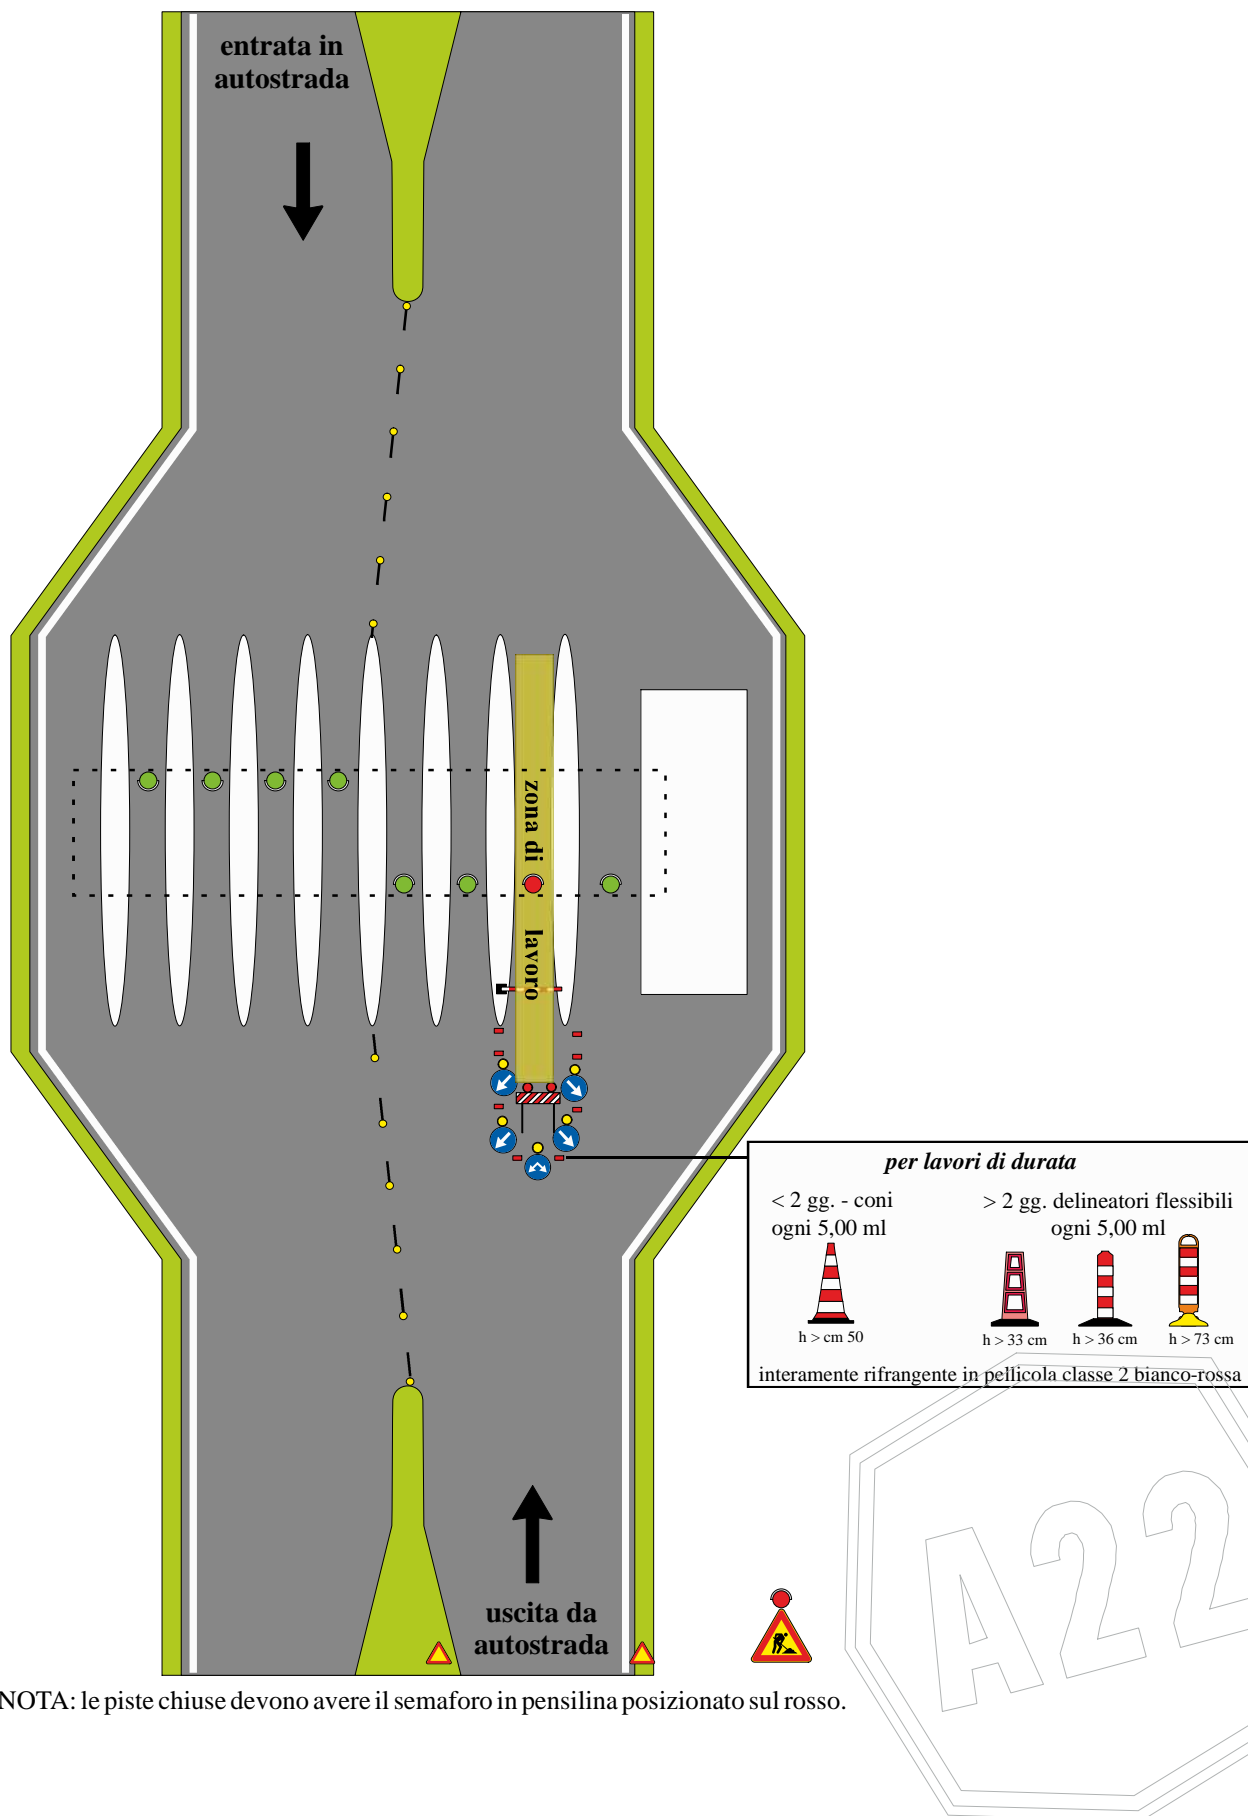 entrata in
autostrada
zona di lavoro
per lavori di durata
< 2 gg. - coni
ogni 5,00 ml
> 2 gg. delineatori flessibili
ogni 5,00 ml
h > cm 50
h > 33 cm
h > 36 cm
h > 73 cm
interamente rifrangente in pellicola classe 2 bianco-rossa
A22
uscita da
autostrada
NOTA: le piste chiuse devono avere il semaforo in pensilina posizionato sul rosso.